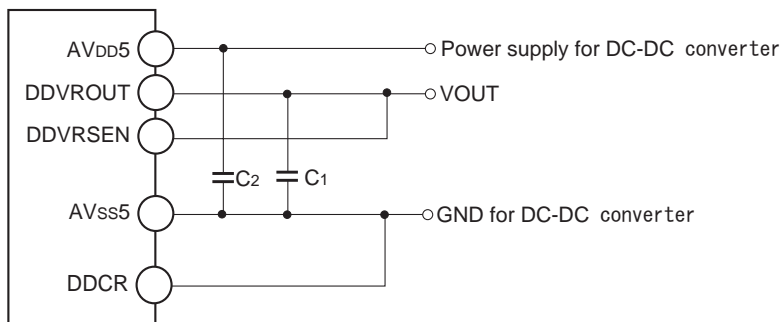 AVDD5 Power supply for DC-DC converter
DDVROUT VOUT
DDVRSEN
C2 C1
AVSS5 GND for DC-DC converter
DDCR